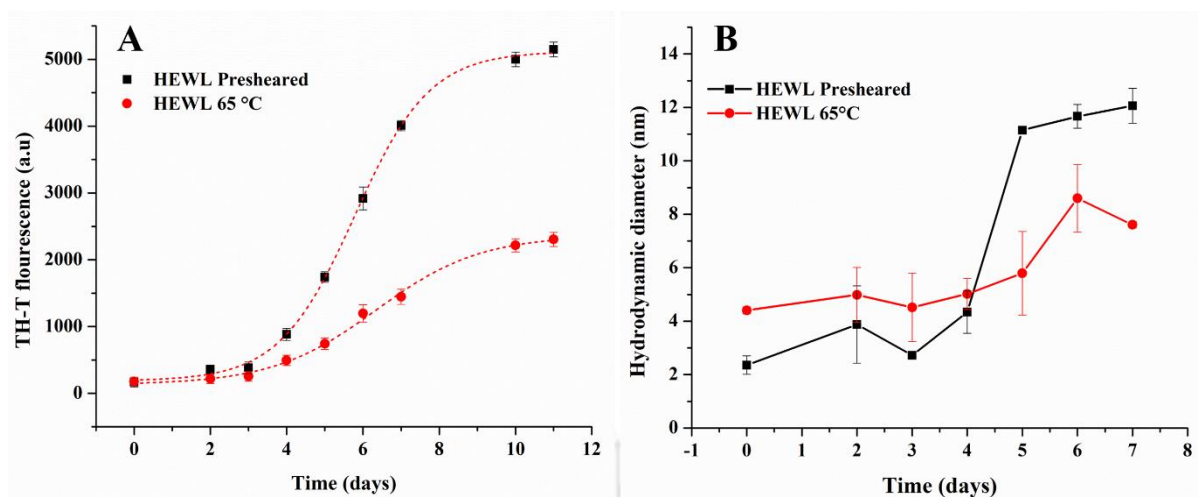 A
HEWL Presheared
HEWL 65 °C
TH-T flourescence (a.u)
5000
4000
3000
2000
1000
0
0 2 4 6 8 10 12
Time (days)
B
HEWL Presheared
HEWL 65°C
Hydrodynamic diameter (nm)
14
12
10
8
6
4
2
0
-1 0 1 2 3 4 5 6 7 8
Time (days)